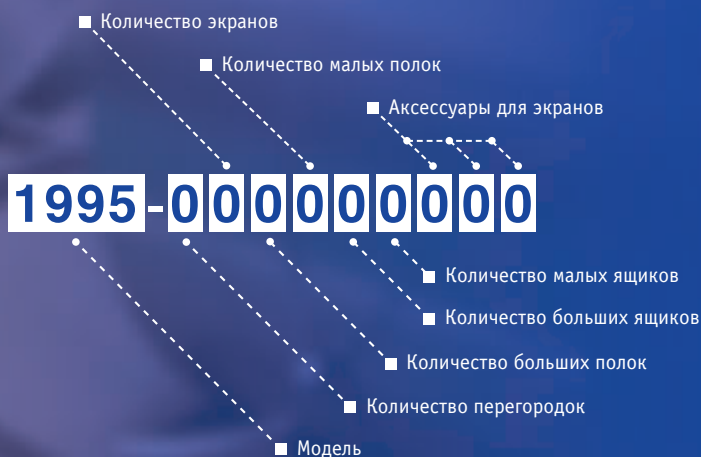 Количество экранов
Количество малых полок
Аксессуары для экранов
1995-000000000
Количество малых ящиков
Количество больших ящиков
Количество больших полок
Количество перегородок
Модель